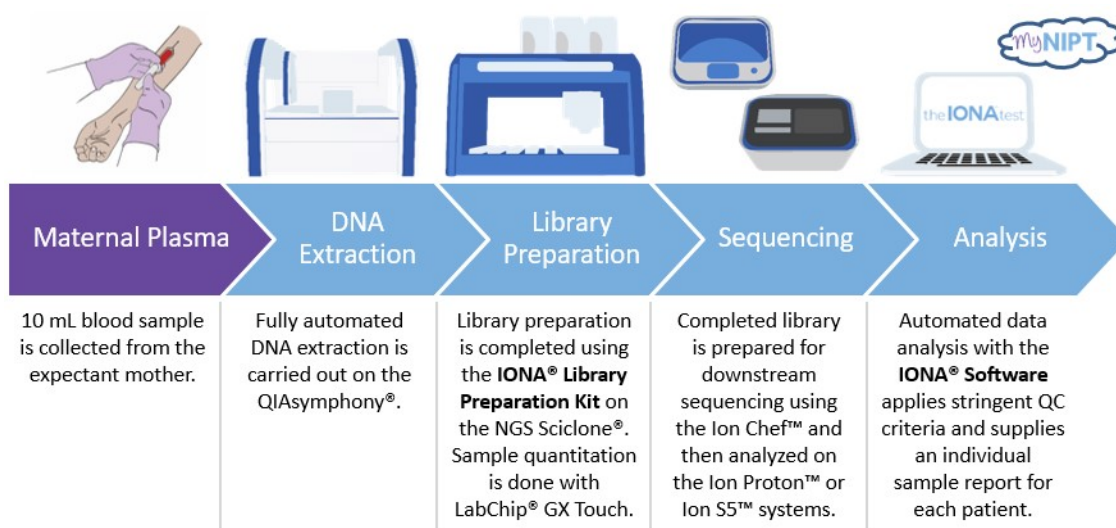 myNIPT
the IONA test
Maternal Plasma
DNA
Extraction
Library
Preparation
Sequencing
Analysis
10 mL blood sample
is collected from the
expectant mother.
Fully automated
DNA extraction is
carried out on the
QIAsymphony®.
Library preparation
is completed using
the IONA® Library
Preparation Kit on
the NGS Sciclone®.
Sample quantitation
is done with
LabChip® GX Touch.
Completed library
is prepared for
downstream
sequencing using
the Ion Chef™ and
then analyzed on
the Ion Proton™ or
Ion S5™ systems.
Automated data
analysis with the
IONA® Software
applies stringent QC
criteria and supplies
an individual
sample report for
each patient.